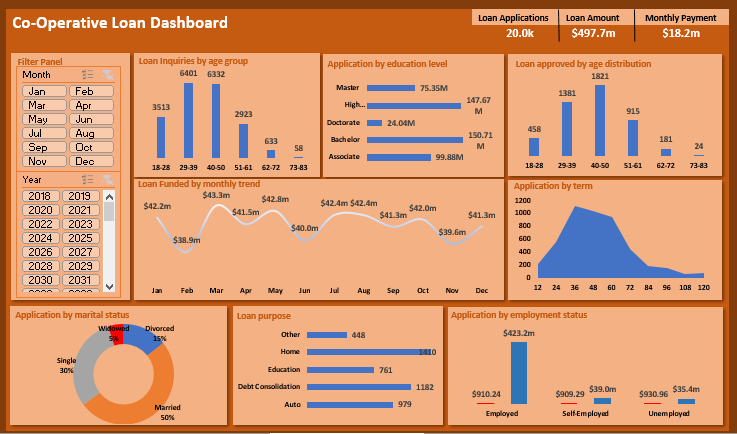 Co-Operative Loan Dashboard
Loan Applications
20.0k
Loan Amount
$497.7m
Monthly Payment
$18.2m
Filter Panel
Month
Jan Feb
Mar Apr
May Jun
Jul Aug
Sep Oct
Nov Dec
Year
2018 2019
2020 2021
2022 2023
2024 2025
2026 2027
2028 2029
2030 2031
Loan Inquiries by age group
3513 6401 6332 2923 633 58
18-28 29-39 40-50 51-61 62-72 73-83
Application by education level
Master 75.35M
High... 147.67 M
Doctorate 24.04M
Bachelor 150.71 M
Associate 99.88M
Loan approved by age distribution
458 1381 1821 915 181 24
18-28 29-39 40-50 51-61 62-72 73-83
Loan Funded by monthly trend
$42.2m $38.9m $43.3m $41.5m $42.8m $40.0m $42.4m $42.4m $41.3m $42.0m $39.6m $41.3m
Jan Feb Mar Apr May Jun Jul Aug Sep Oct Nov Dec
Application by term
1200
1000
800
600
400
200
0
12 24 36 48 60 72 84 96 108 120
Application by marital status
Widowed
5%
Divorced
15%
Single
30%
Married
50%
Loan purpose
Other 448
Home 1410
Education 761
Debt Consolidation 1182
Auto 979
Application by employment status
$910.24 $423.2m $909.29 $39.0m $930.96 $35.4m
Employed Self-Employed Unemployed